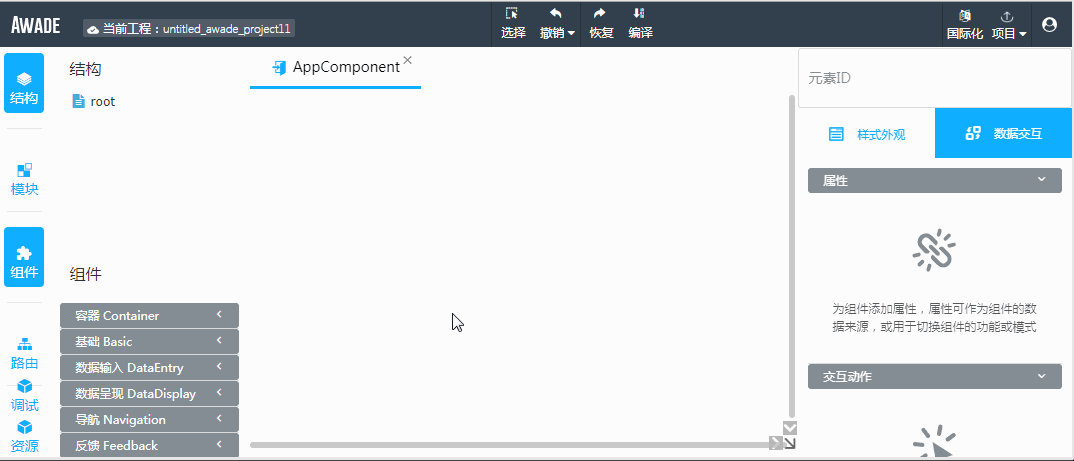 AWADE
当前工程：untitled_awade_project11
选择
撤销
恢复
编译
国际化
项目
结构
模块
组件
路由
调试
资源
结构
root
组件
容器 Container
基础 Basic
数据输入 DataEntry
数据呈现 DataDisplay
导航 Navigation
反馈 Feedback
AppComponent
元素ID
样式外观
数据交互
属性
为组件添加属性，属性可作为组件的数
据来源，或用于切换组件的功能或模式
交互动作